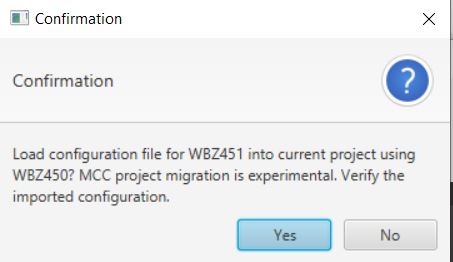 Confirmation
Confirmation
?
Load configuration file for WBZ451 into current project using
WBZ450? MCC project migration is experimental. Verify the
imported configuration.
Yes
No